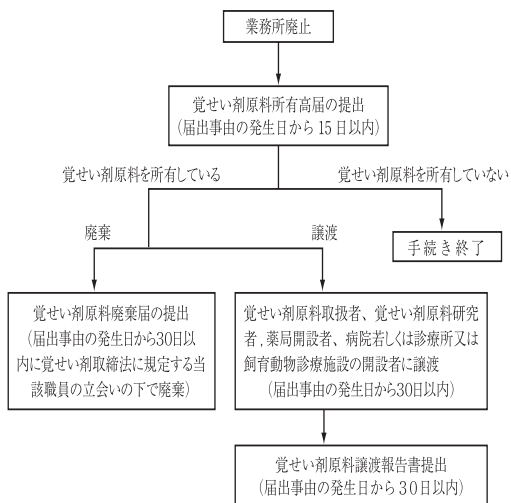 業務所廃止
覚せい剤原料所有高届の提出
(届出事由の発生日から15日以内)
覚せい剤原料を所有している
覚せい剤原料を所有していない
廃棄
譲渡
手続き終了
覚せい剤原料廃棄届の提出
(届出事由の発生日から30日以
内に覚せい剤取締法に規定する当
該職員の立会いの下で廃棄)
覚せい剤原料取扱者、覚せい剤原料研究
者,薬局開設者、病院若しくは診療所又は
飼育動物診療施設の開設者に譲渡
(届出事由の発生日から30日以内)
覚せい剤原料譲渡報告書提出
(届出事由の発生日から30日以内)